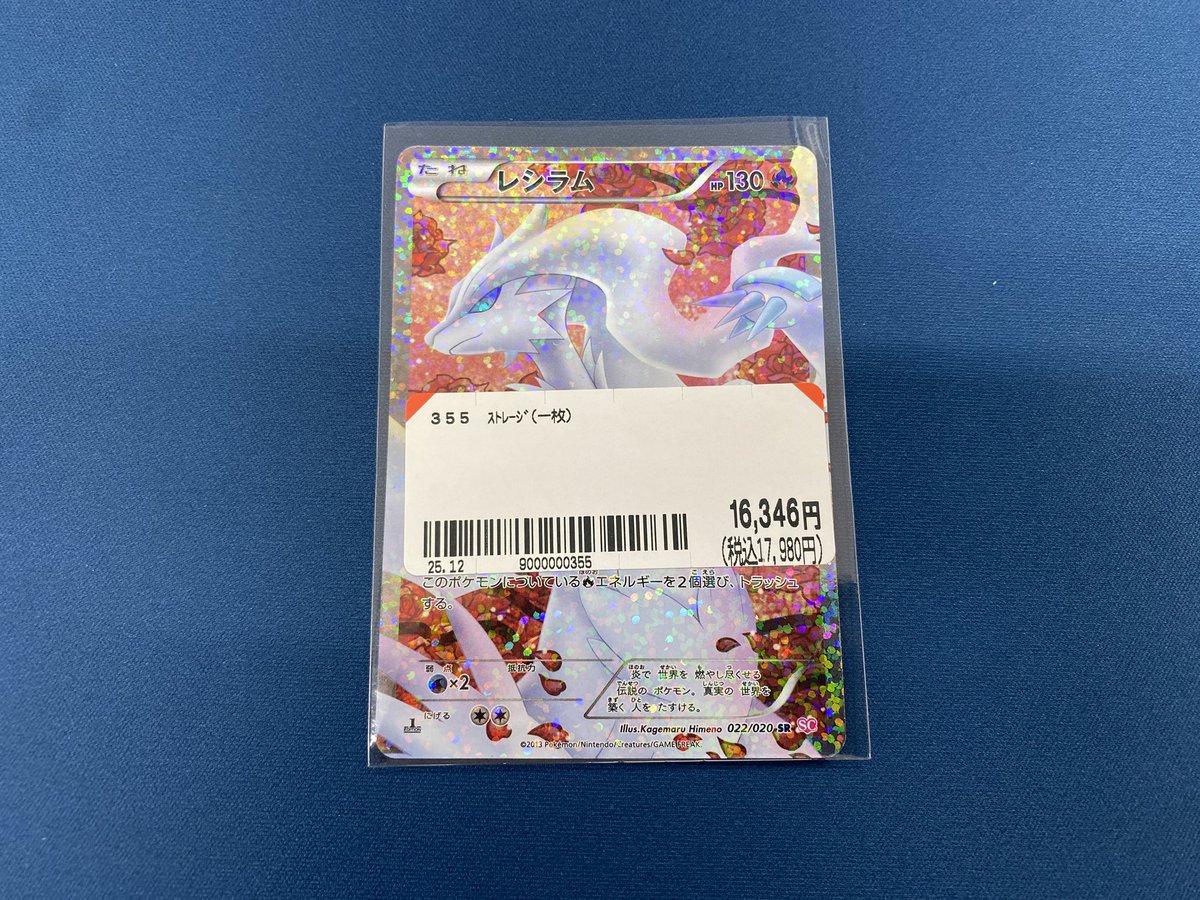 たね レシラム HP130
355 ストレージ(一枚)
16,346円
(税込17,980円)
25.12 9000000355
このポケモンについているエネルギーを2個選び、トラッシュ
する。
弱点 抵抗力
×2
にげる
炎で 世界を 燃やし尽くせる
伝説の ポケモン。真実の 世界を
築く 人を たすける。
Illus.Kagemaru Himeno 022/020 SR SC
©2013 Pokémon/Nintendo/Creatures/GAME FREAK.